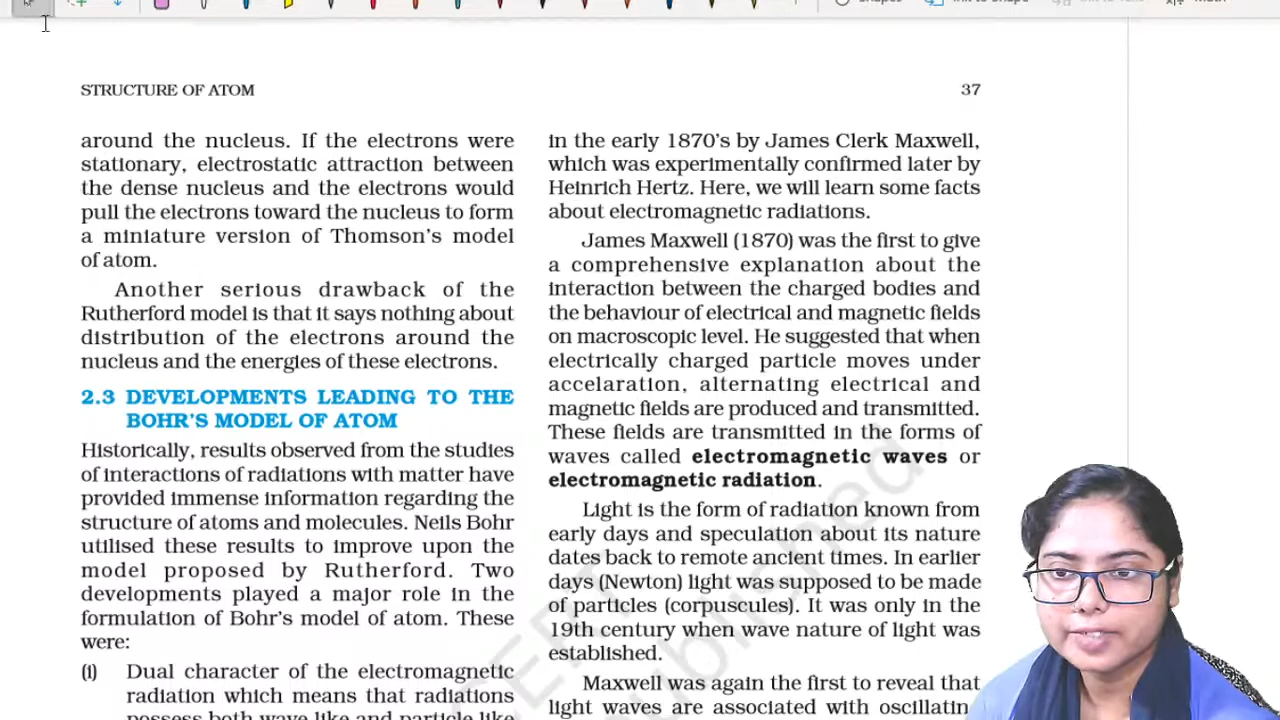 STRUCTURE OF ATOM
37
around the nucleus. If the electrons were
stationary, electrostatic attraction between
the dense nucleus and the electrons would
pull the electrons toward the nucleus to form
a miniature version of Thomson's model
of atom.
Another serious drawback of the
Rutherford model is that it says nothing about
distribution of the electrons around the
nucleus and the energies of these electrons.
2.3 DEVELOPMENTS LEADING TO THE
BOHR'S MODEL OF ATOM
Historically, results observed from the studies
of interactions of radiations with matter have
provided immense information regarding the
structure of atoms and molecules. Neils Bohr
utilised these results to improve upon the
model proposed by Rutherford. Two
developments played a major role in the
formulation of Bohr's model of atom. These
were:
(i) Dual character of the electromagnetic
radiation which means that radiations
possess both wave like and particle like
in the early 1870's by James Clerk Maxwell,
which was experimentally confirmed later by
Heinrich Hertz. Here, we will learn some facts
about electromagnetic radiations.
James Maxwell (1870) was the first to give
a comprehensive explanation about the
interaction between the charged bodies and
the behaviour of electrical and magnetic fields
on macroscopic level. He suggested that when
electrically charged particle moves under
accelaration, alternating electrical and
magnetic fields are produced and transmitted.
These fields are transmitted in the forms of
waves called electromagnetic waves or
electromagnetic radiation.
Light is the form of radiation known from
early days and speculation about its nature
dates back to remote ancient times. In earlier
days (Newton) light was supposed to be made
of particles (corpuscules). It was only in the
19th century when wave nature of light was
established.
Maxwell was again the first to reveal that
light waves are associated with